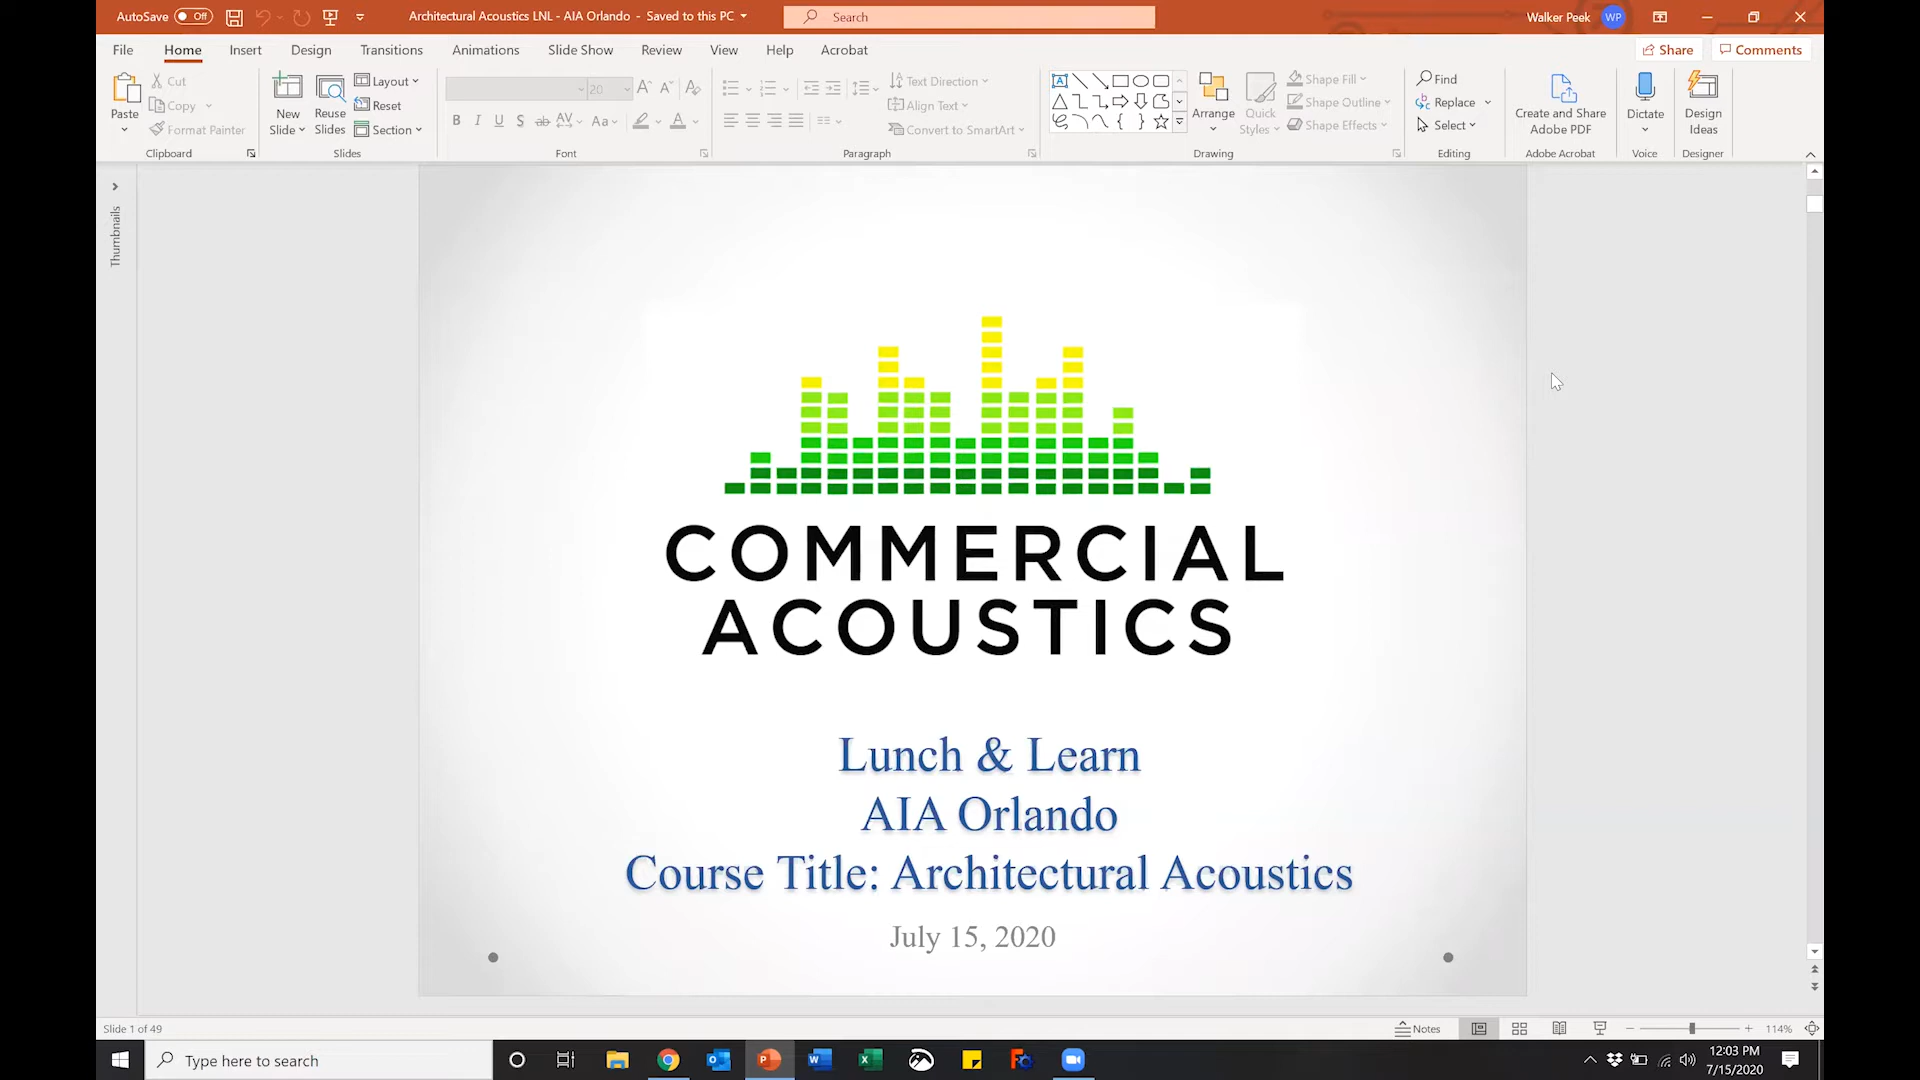 AutoSave Off
Architectural Acoustics LNL - AIA Orlando - Saved to this PC
Search
Walker Peek WP
File Home Insert Design Transitions Animations Slide Show Review View Help Acrobat
Share Comments
Paste
Cut
Copy
Format Painter
Clipboard
New Slide
Reuse Slides
Layout
Reset
Section
Slides
20
B I U S ab AV Aa A
Font
Text Direction
Align Text
Convert to SmartArt
Paragraph
Arrange
Quick Styles
Shape Fill
Shape Outline
Shape Effects
Drawing
Find
Replace
Select
Editing
Create and Share
Adobe PDF
Adobe Acrobat
Dictate
Voice
Design
Ideas
Designer
Thumbnails
COMMERCIAL
ACOUSTICS
Lunch & Learn
AIA Orlando
Course Title: Architectural Acoustics
July 15, 2020
Slide 1 of 49
Notes
114%
Type here to search
12:03 PM
7/15/2020